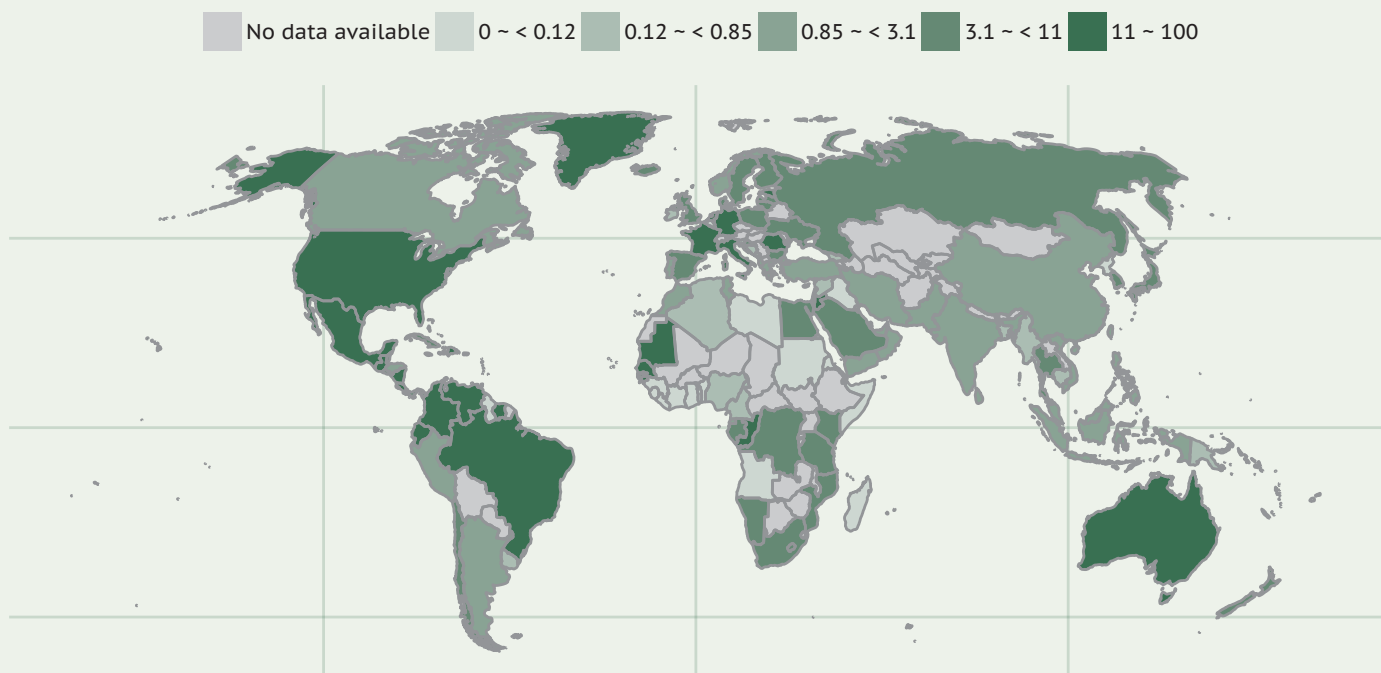 No data available 0 ~ < 0.12 0.12 ~ < 0.85 0.85 ~ < 3.1 3.1 ~ < 11 11 ~ 100